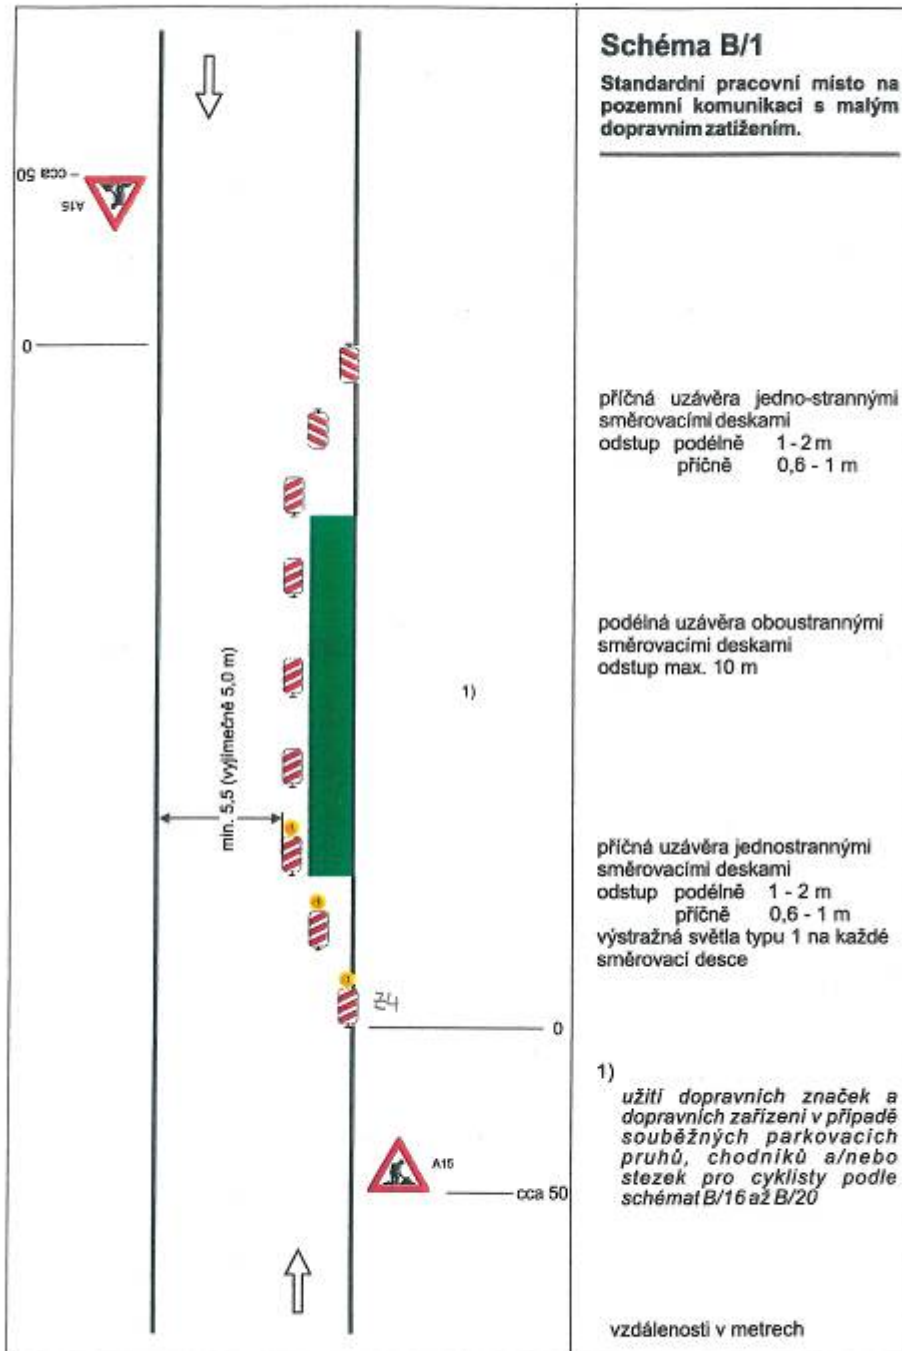 Schéma B/1
Standardní pracovní místo na
pozemní komunikaci s malým
dopravním zatížením.
cca 50
A15
0
příčná uzávěra jedno-strannými
směrovacími deskami
odstup podélně 1 - 2 m
příčně 0,6 - 1 m
podélná uzávěra oboustrannými
směrovacími deskami
odstup max. 10 m
1)
min. 5,5 (vyjímečně 5,0 m)
příčná uzávěra jednostrannými
směrovacími deskami
odstup podélně 1 - 2 m
příčně 0,6 - 1 m
výstražná světla typu 1 na každé
směrovací desce
Z4
0
1)
užití dopravních značek a
dopravních zařízení v případě
souběžných parkovacích
pruhů, chodníků a/nebo
stezek pro cyklisty podle
schémat B/16 až B/20
A15
cca 50
vzdálenosti v metrech